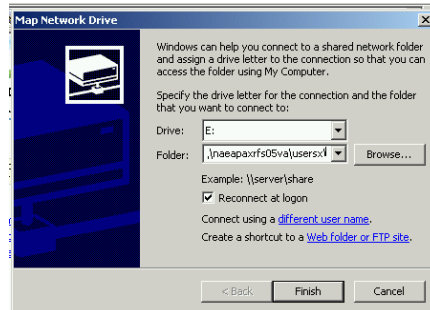 Map Network Drive
Windows can help you connect to a shared network folder
and assign a drive letter to the connection so that you can
access the folder using My Computer.
Specify the drive letter for the connection and the folder
that you want to connect to:
Drive: E:
Folder: .\naeapaxrfs05va\usersx\ Browse...
Example: \\server\share
Reconnect at logon
Connect using a different user name.
Create a shortcut to a Web folder or FTP site.
< Back Finish Cancel